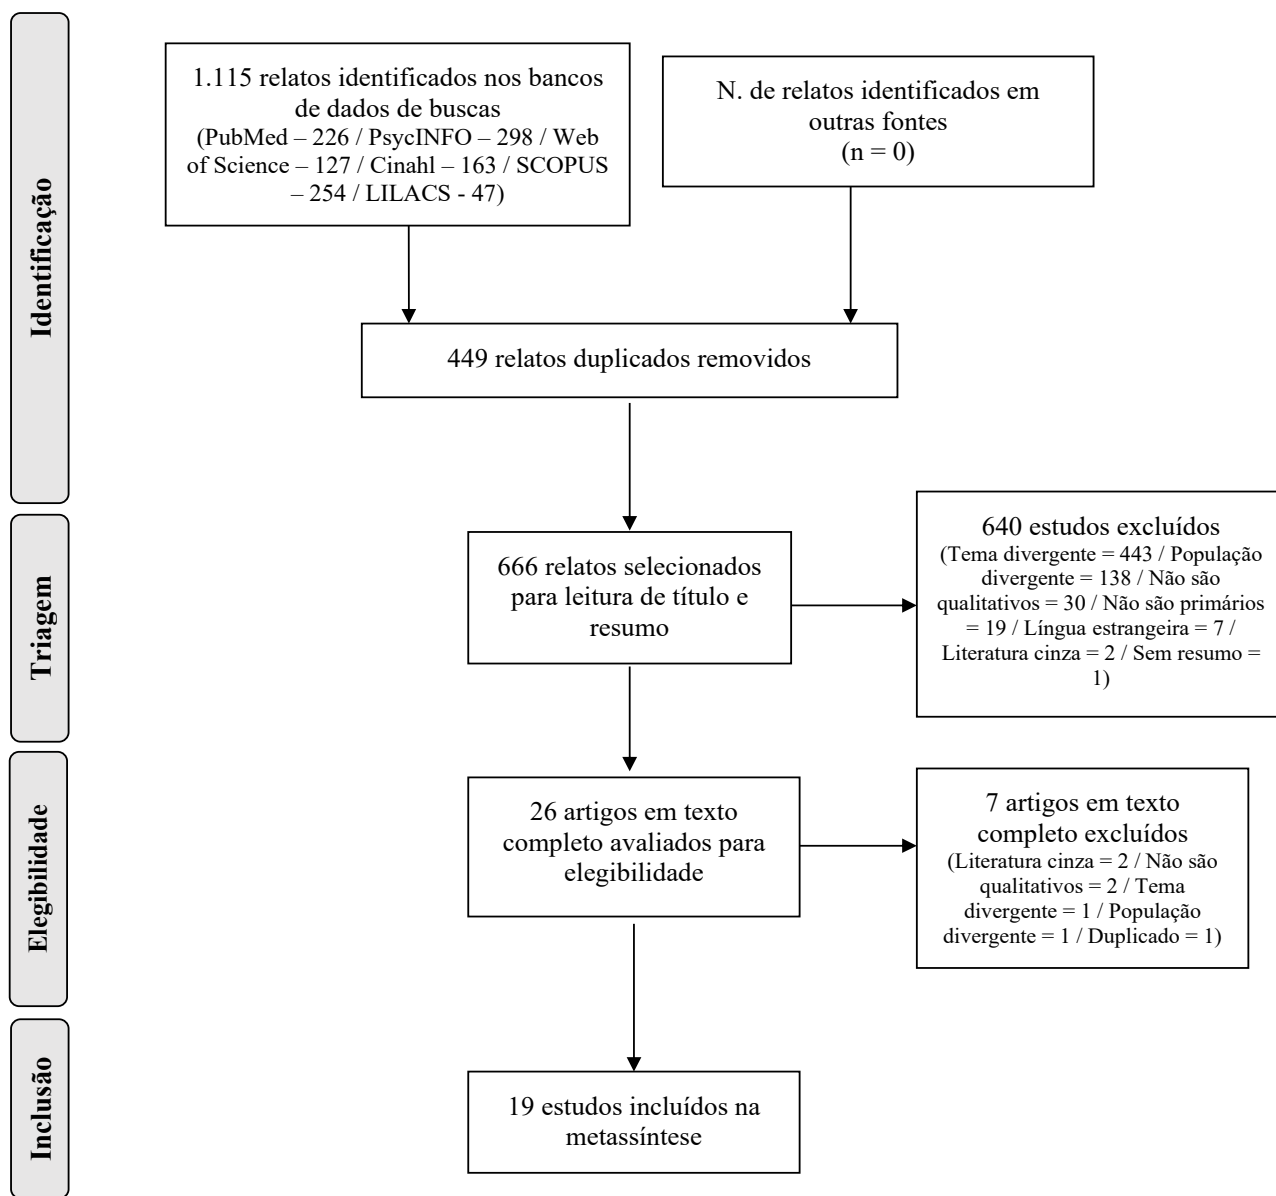 Identificação
1.115 relatos identificados nos bancos
de dados de buscas
(PubMed – 226 / PsycINFO – 298 / Web
of Science – 127 / Cinahl – 163 / SCOPUS
– 254 / LILACS - 47)
N. de relatos identificados em
outras fontes
(n = 0)
449 relatos duplicados removidos
Triagem
666 relatos selecionados
para leitura de título e
resumo
640 estudos excluídos
(Tema divergente = 443 / População
divergente = 138 / Não são
qualitativos = 30 / Não são primários
= 19 / Língua estrangeira = 7 /
Literatura cinza = 2 / Sem resumo =
1)
Elegibilidade
26 artigos em texto
completo avaliados para
elegibilidade
7 artigos em texto
completo excluídos
(Literatura cinza = 2 / Não são
qualitativos = 2 / Tema
divergente = 1 / População
divergente = 1 / Duplicado = 1)
Inclusão
19 estudos incluídos na
metassíntese